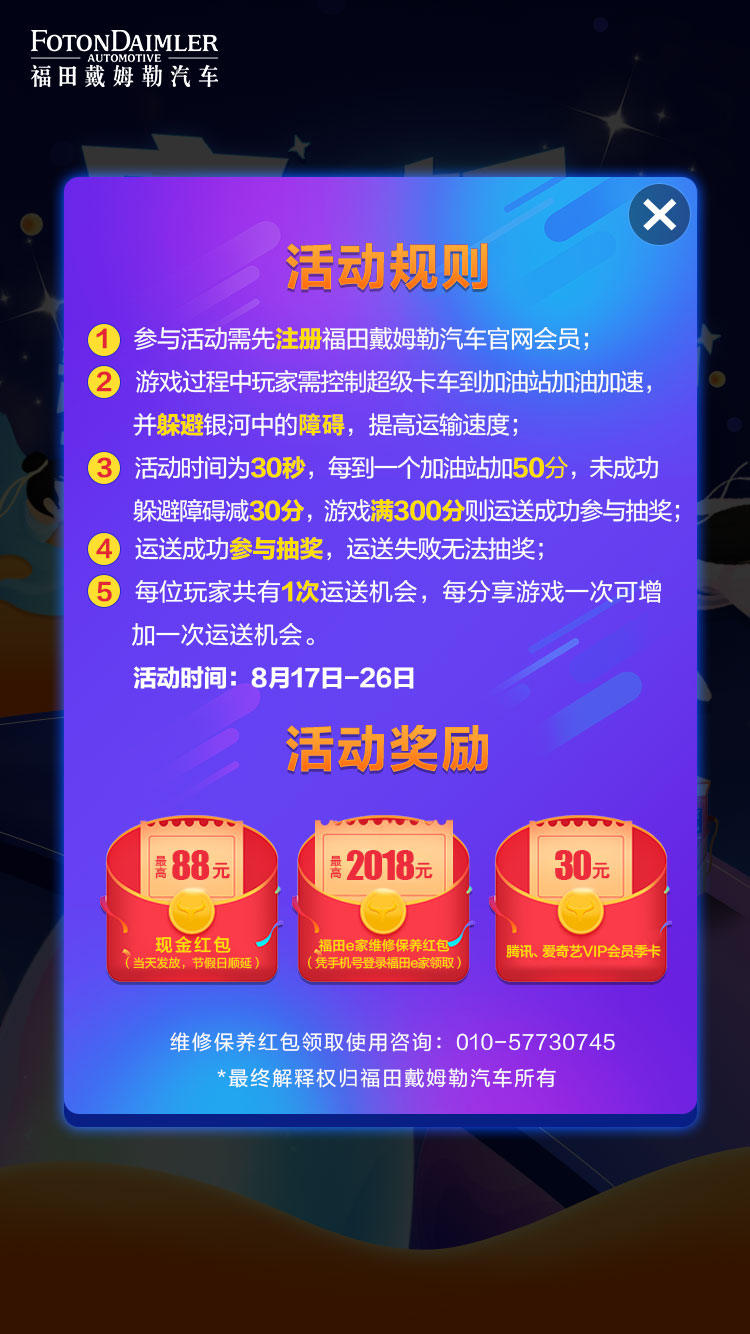 FOTONDAIMLER
AUTOMOTIVE
福田戴姆勒汽车
活动规则
1 参与活动需先注册福田戴姆勒汽车官网会员；
2 游戏过程中玩家需控制超级卡车到加油站加油加速，
并躲避银河中的障碍，提高运输速度；
3 活动时间为30秒，每到一个加油站加50分，未成功
躲避障碍减30分，游戏满300分则运送成功参与抽奖；
4 运送成功参与抽奖，运送失败无法抽奖；
5 每位玩家共有1次运送机会，每分享游戏一次可增
加一次运送机会。
活动时间：8月17日-26日
活动奖励
最高88元
现金红包
（当天发放，节假日顺延）
最高2018元
福田e家维修保养红包
（凭手机号登录福田e家领取）
30元
腾讯、爱奇艺VIP会员季卡
维修保养红包领取使用咨询：010-57730745
*最终解释权归福田戴姆勒汽车所有